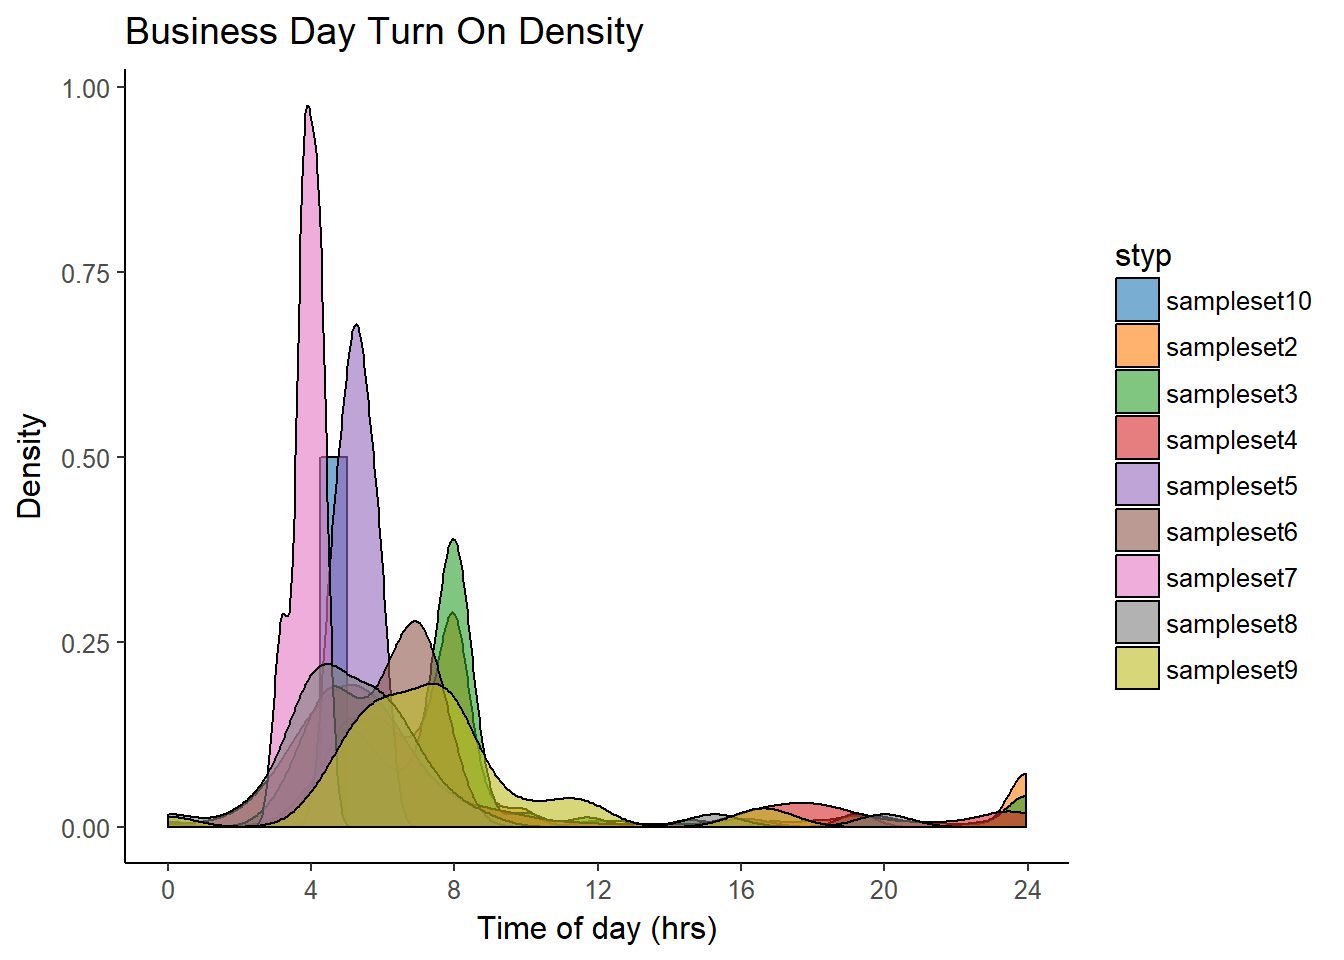 Business Day Turn On Density
1.00
0.75
0.50
0.25
0.00
Density
0 4 8 12 16 20 24
Time of day (hrs)
styp
sampleset10
sampleset2
sampleset3
sampleset4
sampleset5
sampleset6
sampleset7
sampleset8
sampleset9